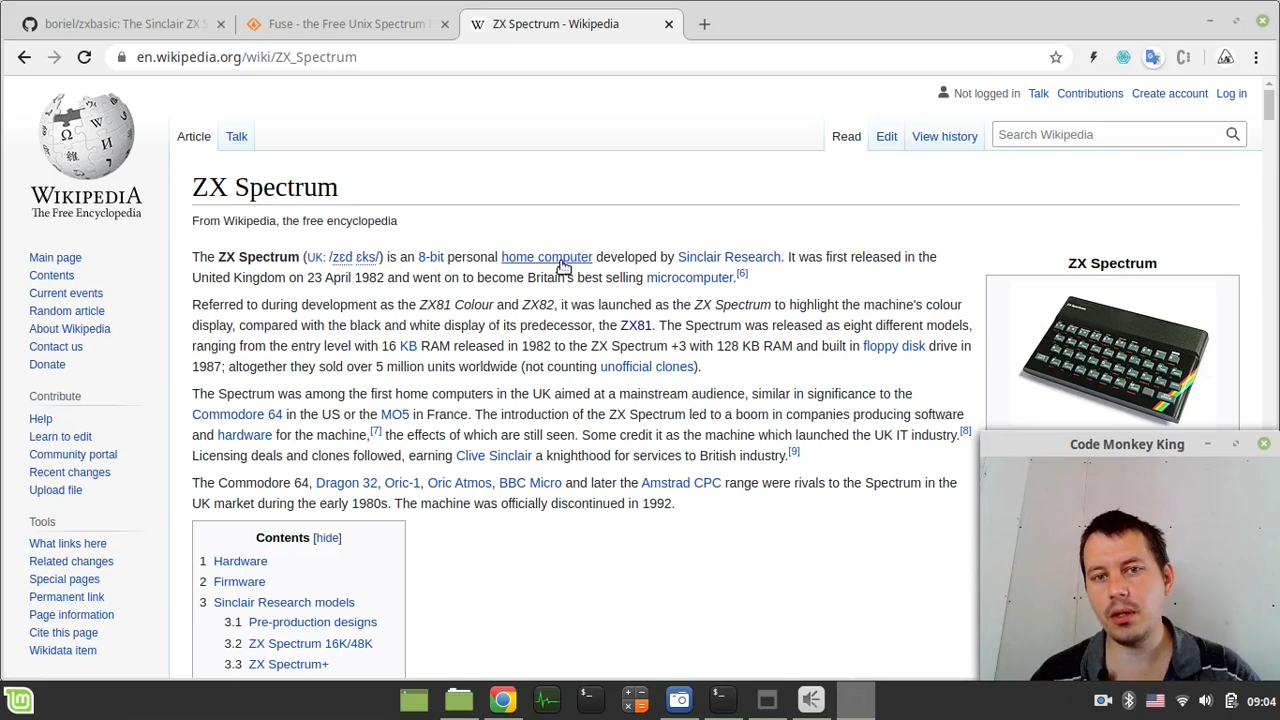 boriel/zxbasic: The Sinclair ZX S
Fuse - the Free Unix Spectrum
ZX Spectrum - Wikipedia
en.wikipedia.org/wiki/ZX_Spectrum
Not logged in Talk Contributions Create account Log in
Article Talk
Read Edit View history
Search Wikipedia
WIKIPEDIA
The Free Encyclopedia
Main page
Contents
Current events
Random article
About Wikipedia
Contact us
Donate
Contribute
Help
Learn to edit
Community portal
Recent changes
Upload file
Tools
What links here
Related changes
Special pages
Permanent link
Page information
Cite this page
Wikidata item
ZX Spectrum
From Wikipedia, the free encyclopedia
The ZX Spectrum (UK: /zɛd ɛks/) is an 8-bit personal home computer developed by Sinclair Research. It was first released in the
United Kingdom on 23 April 1982 and went on to become Britain's best selling microcomputer.[6]
Referred to during development as the ZX81 Colour and ZX82, it was launched as the ZX Spectrum to highlight the machine's colour
display, compared with the black and white display of its predecessor, the ZX81. The Spectrum was released as eight different models,
ranging from the entry level with 16 KB RAM released in 1982 to the ZX Spectrum +3 with 128 KB RAM and built in floppy disk drive in
1987; altogether they sold over 5 million units worldwide (not counting unofficial clones).
The Spectrum was among the first home computers in the UK aimed at a mainstream audience, similar in significance to the
Commodore 64 in the US or the MO5 in France. The introduction of the ZX Spectrum led to a boom in companies producing software
and hardware for the machine,[7] the effects of which are still seen. Some credit it as the machine which launched the UK IT industry.[8]
Licensing deals and clones followed, earning Clive Sinclair a knighthood for services to British industry.[9]
The Commodore 64, Dragon 32, Oric-1, Oric Atmos, BBC Micro and later the Amstrad CPC range were rivals to the Spectrum in the
UK market during the early 1980s. The machine was officially discontinued in 1992.
Contents [hide]
1 Hardware
2 Firmware
3 Sinclair Research models
3.1 Pre-production designs
3.2 ZX Spectrum 16K/48K
3.3 ZX Spectrum+
ZX Spectrum
Code Monkey King
09:04